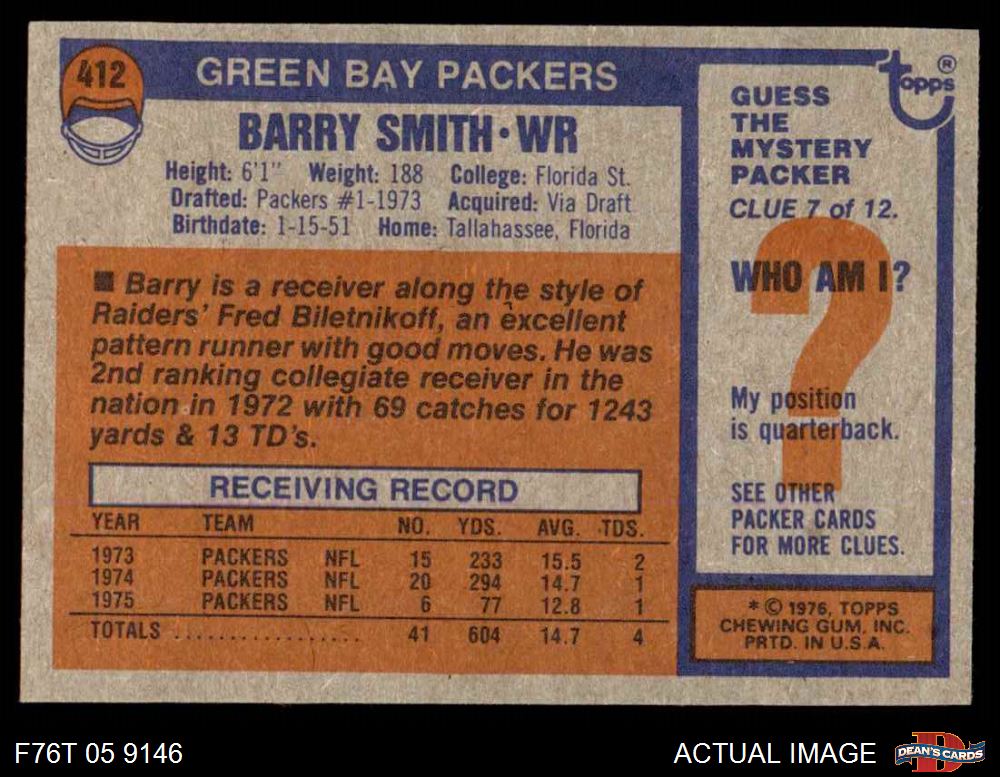 412
GREEN BAY PACKERS
BARRY SMITH • WR
Height: 6'1" Weight: 188 College: Florida St.
Drafted: Packers #1-1973 Acquired: Via Draft
Birthdate: 1-15-51 Home: Tallahassee, Florida
■ Barry is a receiver along the style of
Raiders' Fred Biletnikoff, an excellent
pattern runner with good moves. He was
2nd ranking collegiate receiver in the
nation in 1972 with 69 catches for 1243
yards & 13 TD's.
RECEIVING RECORD
YEAR TEAM NO. YDS. AVG. TDS.
1973 PACKERS NFL 15 233 15.5 2
1974 PACKERS NFL 20 294 14.7 1
1975 PACKERS NFL 6 77 12.8 1
TOTALS .................. 41 604 14.7 4
topps®
GUESS
THE
MYSTERY
PACKER
CLUE 7 of 12.
?
WHO AM I?
My position
is quarterback.
SEE OTHER
PACKER CARDS
FOR MORE CLUES.
* © 1976, TOPPS
CHEWING GUM, INC.
PRTD. IN U.S.A.
F76T 05 9146
ACTUAL IMAGE
D
DEAN'S CARDS